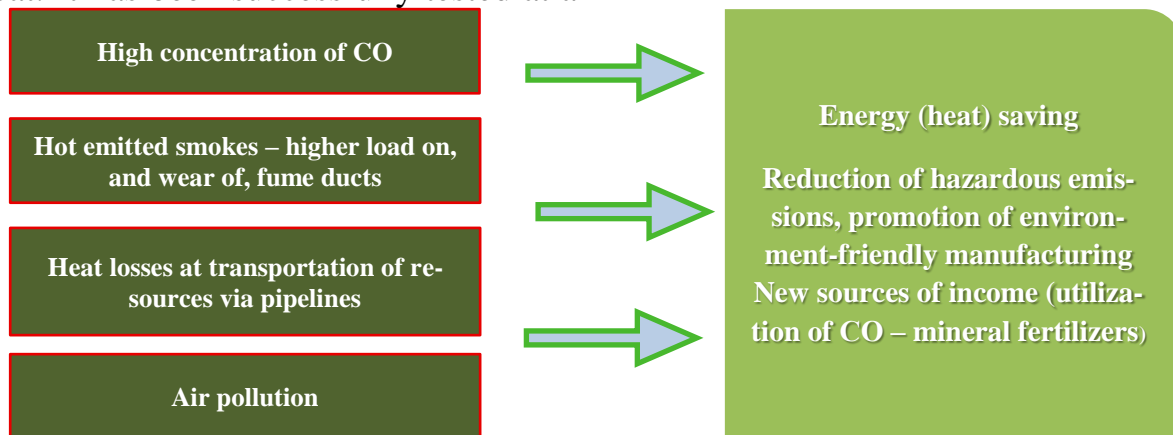 High concentration of CO
Hot emitted smokes – higher load on,
and wear of, fume ducts
Heat losses at transportation of re-
sources via pipelines
Air pollution
Energy (heat) saving
Reduction of hazardous emis-
sions, promotion of environ-
ment-friendly manufacturing
New sources of income (utiliza-
tion of CO – mineral fertilizers)